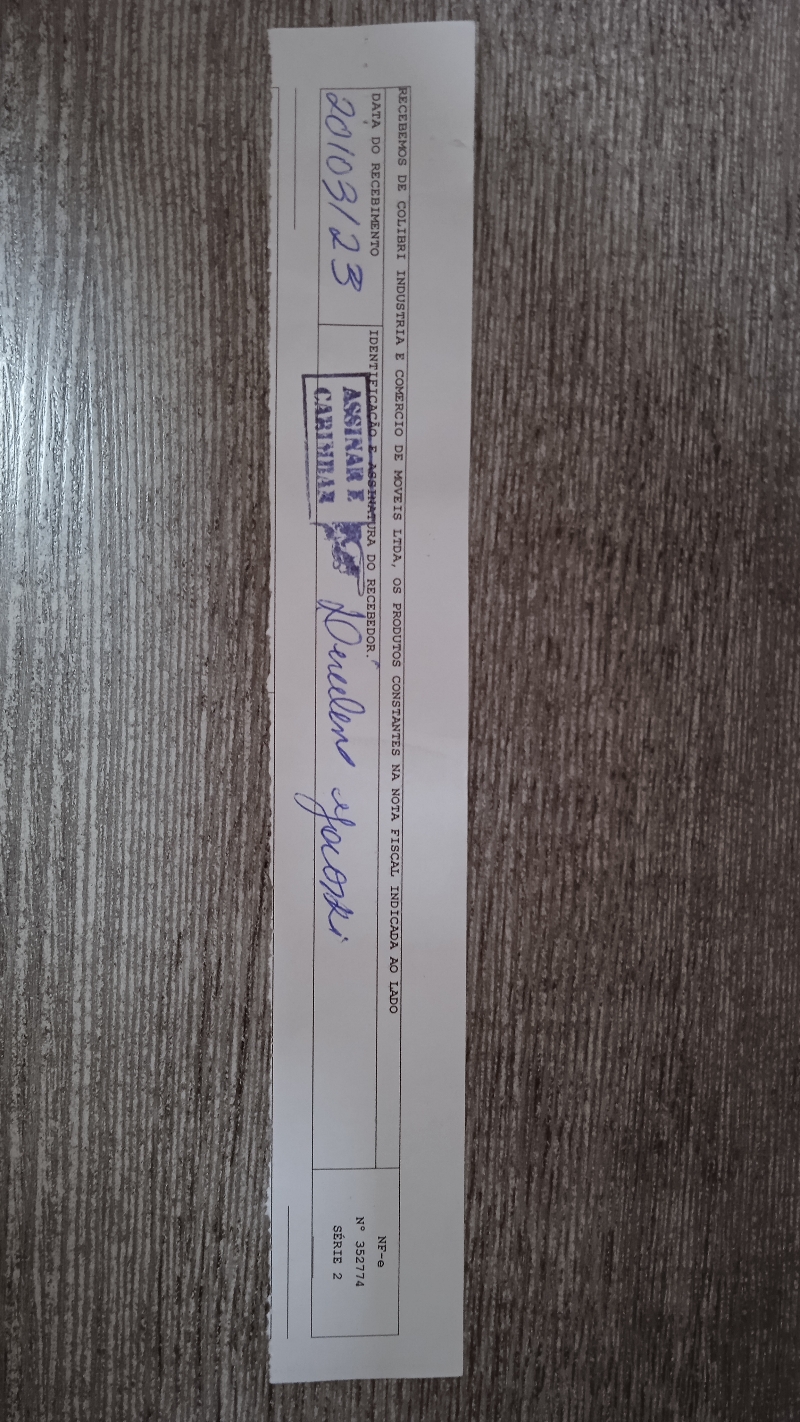 RECEBEMOS DE COLIBRI INDUSTRIA E COMERCIO DE MOVEIS LTDA, OS PRODUTOS CONSTANTES NA NOTA FISCAL INDICADA AO LADO
DATA DO RECEBIMENTO
20/03/23
IDENTIFICAÇÃO E ASSINATURA DO RECEBEDOR.
ASSINAR E
CARIMBAR
NF-e
Nº 352774
SÉRIE 2